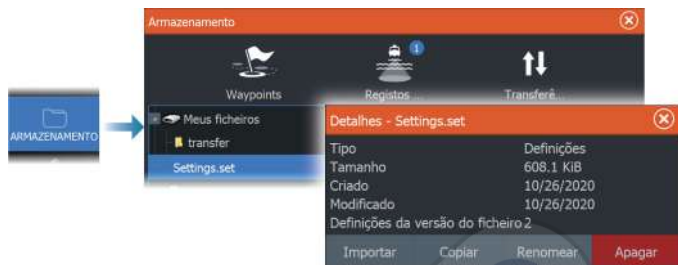 ARMAZENAMENTO
Armazenamento
1
Waypoints
Registos ...
Transferê...
Meus ficheiros
transfer
Settings.set
Detalhes - Settings.set
Tipo Definições
Tamanho 608.1 KiB
Criado 10/26/2020
Modificado 10/26/2020
Definições da versão do ficheiro 2
Importar Copiar Renomear Apagar